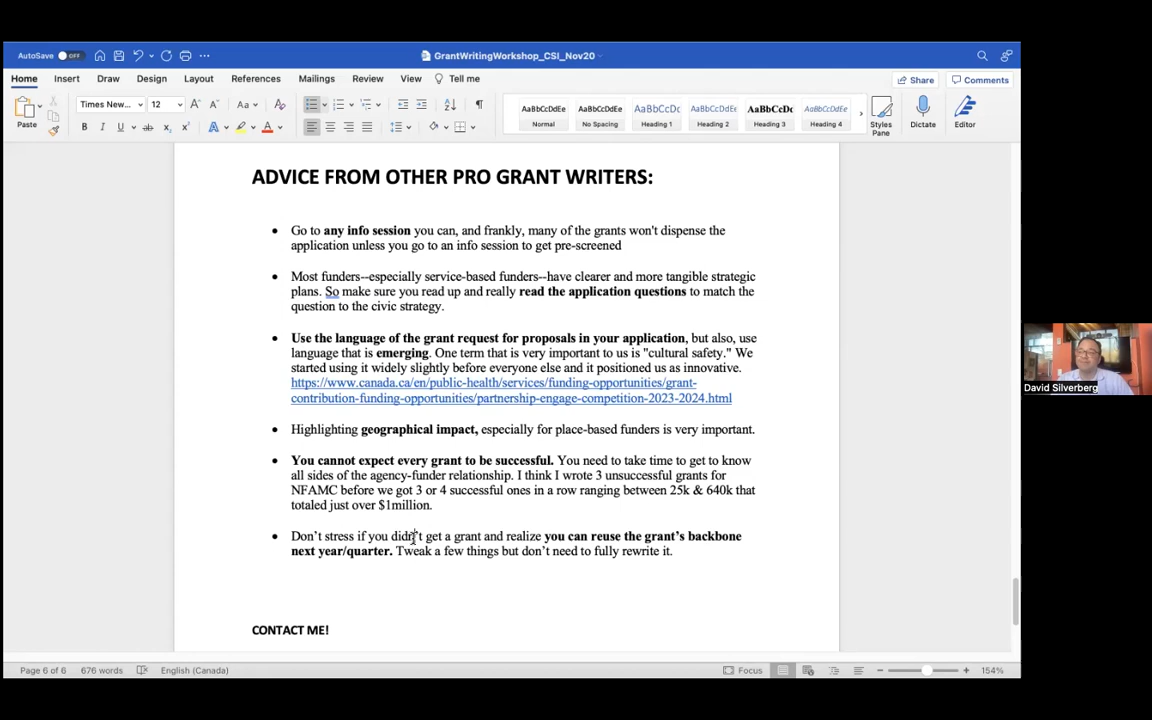 AutoSave OFF
GrantWritingWorkshop_CSI_Nov20
Home Insert Draw Design Layout References Mailings Review View Tell me
Share Comments
Times New... 12
Aa
Paste
B I U ab x₂ x² A A
AaBbCcDdEe AaBbCcDdEe AaBbCcDc AaBbCcDdEe AaBbCcDc AaBbCcDdEe
Normal No Spacing Heading 1 Heading 2 Heading 3 Heading 4
Styles Pane
Dictate
Editor
ADVICE FROM OTHER PRO GRANT WRITERS:
• Go to any info session you can, and frankly, many of the grants won't dispense the
application unless you go to an info session to get pre-screened
• Most funders--especially service-based funders--have clearer and more tangible strategic
plans. So make sure you read up and really read the application questions to match the
question to the civic strategy.
• Use the language of the grant request for proposals in your application, but also, use
language that is emerging. One term that is very important to us is "cultural safety." We
started using it widely slightly before everyone else and it positioned us as innovative.
https://www.canada.ca/en/public-health/services/funding-opportunities/grant-
contribution-funding-opportunities/partnership-engage-competition-2023-2024.html
• Highlighting geographical impact, especially for place-based funders is very important.
• You cannot expect every grant to be successful. You need to take time to get to know
all sides of the agency-funder relationship. I think I wrote 3 unsuccessful grants for
NFAMC before we got 3 or 4 successful ones in a row ranging between 25k & 640k that
totaled just over $1million.
• Don't stress if you didn't get a grant and realize you can reuse the grant's backbone
next year/quarter. Tweak a few things but don't need to fully rewrite it.
CONTACT ME!
David Silverberg
Page 6 of 6 676 words English (Canada) Focus 154%